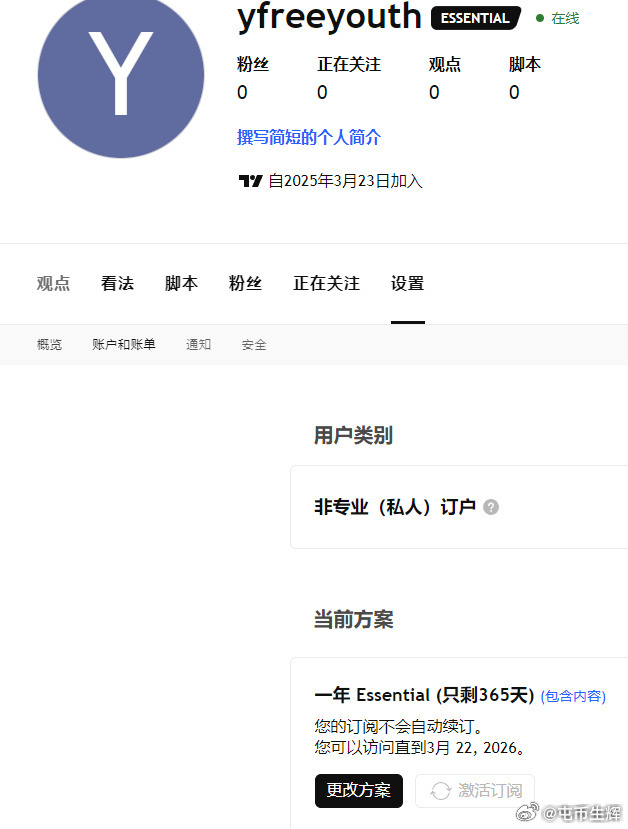 Y
yfreeyouth ESSENTIAL 在线
粉丝 正在关注 观点 脚本
0 0 0 0
撰写简短的个人简介
自2025年3月23日加入
观点 看法 脚本 粉丝 正在关注 设置
概览 账户和账单 通知 安全
用户类别
非专业（私人）订户 ?
当前方案
一年 Essential (只剩365天) (包含内容)
您的订阅不会自动续订。
您可以访问直到3月 22, 2026。
更改方案 激活订阅
@屯币生辉